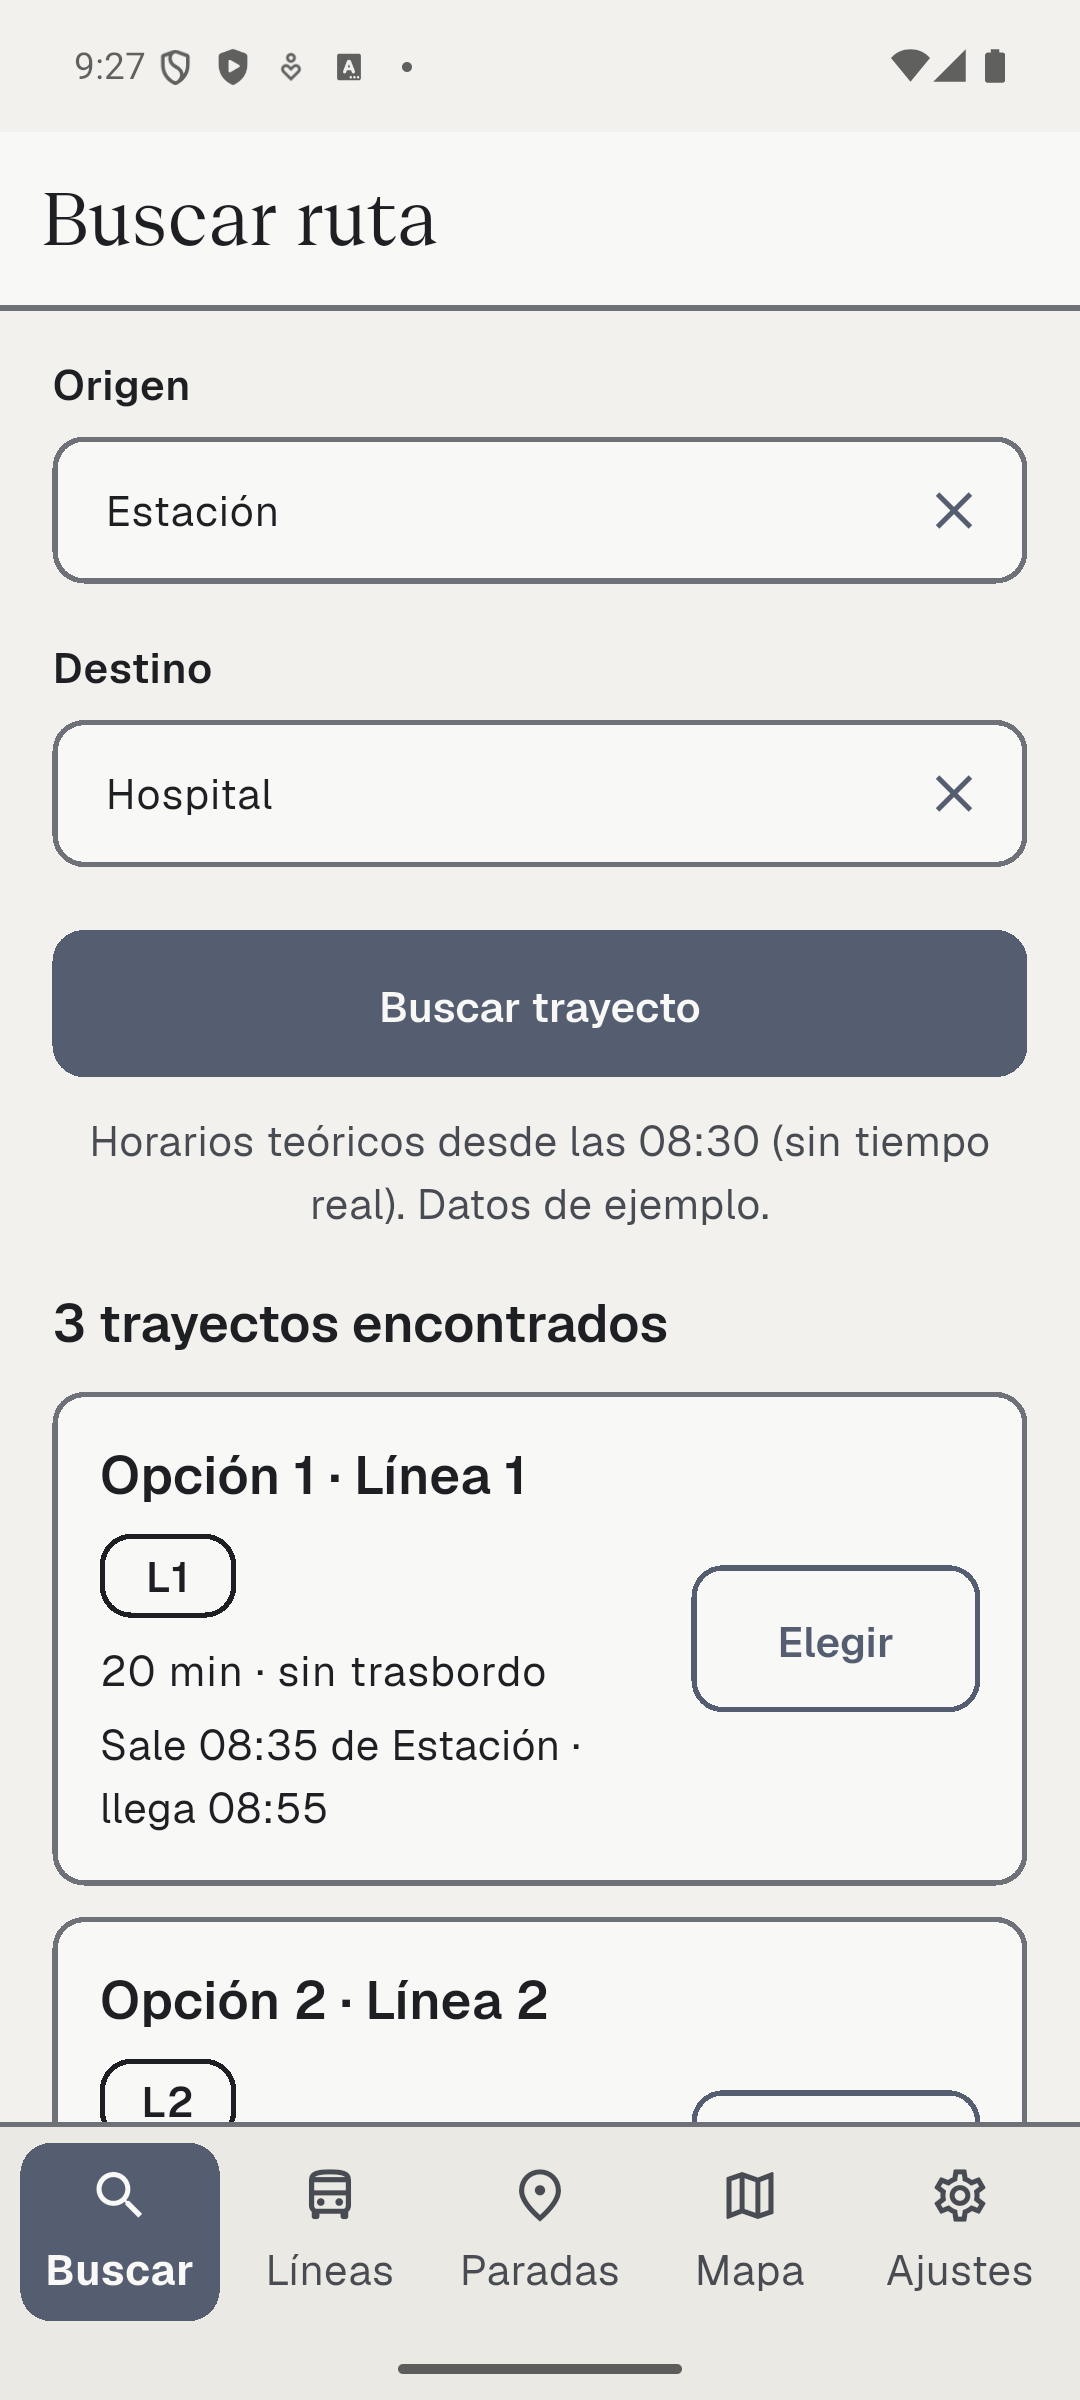 9:27
Buscar ruta
Origen
Estación
Destino
Hospital
Buscar trayecto
Horarios teóricos desde las 08:30 (sin tiempo
real). Datos de ejemplo.
3 trayectos encontrados
Opción 1 · Línea 1
L1
Elegir
20 min · sin trasbordo
Sale 08:35 de Estación ·
llega 08:55
Opción 2 · Línea 2
L2
Buscar
Líneas
Paradas
Mapa
Ajustes